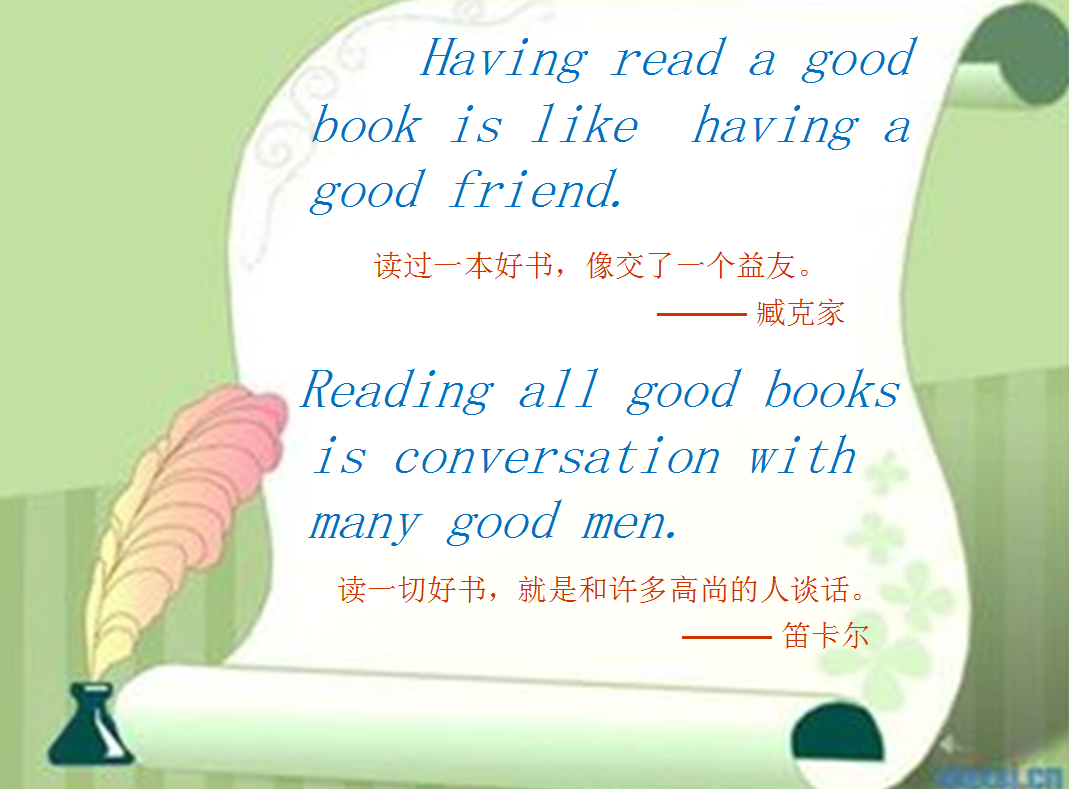 Having read a good
book is like having a
good friend.
读过一本好书，像交了一个益友。
——— 臧克家
Reading all good books
is conversation with
many good men.
读一切好书，就是和许多高尚的人谈话。
——— 笛卡尔